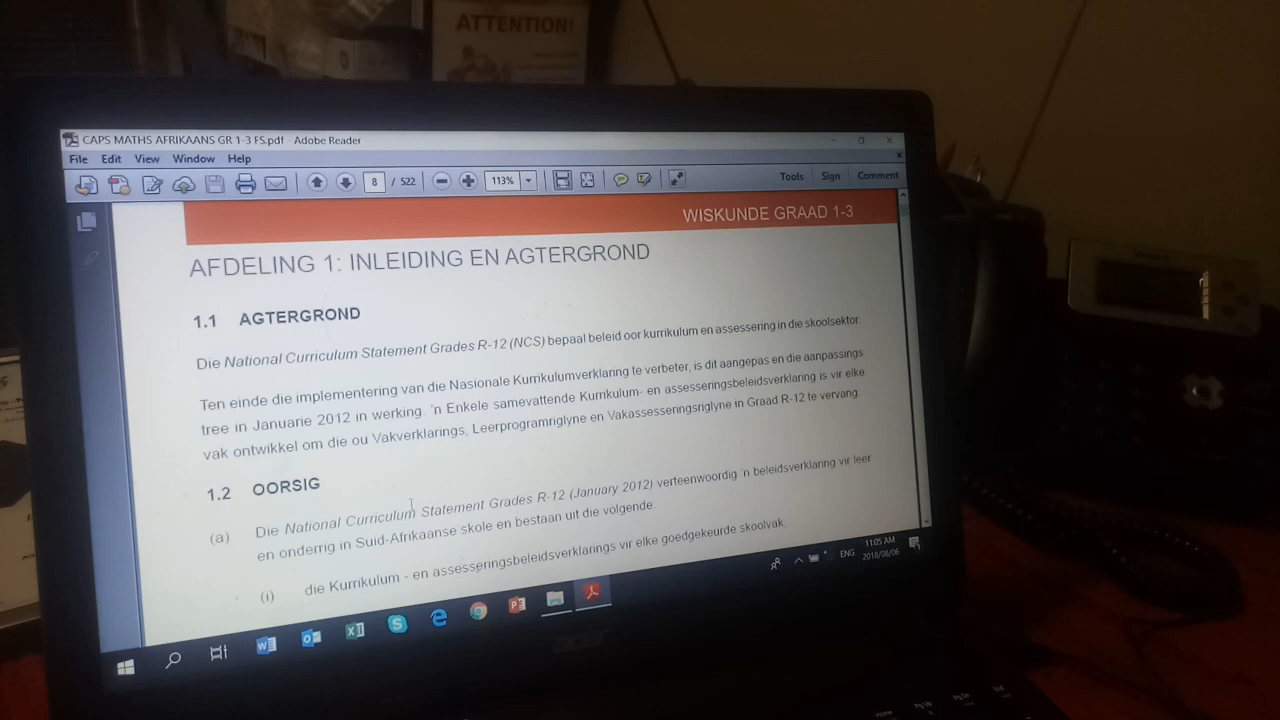 ATTENTION!
CAPS MATHS AFRIKAANS GR 1-3 FS.pdf - Adobe Reader
File Edit View Window Help
8 / 522 113% Tools Sign Comment
WISKUNDE GRAAD 1-3
AFDELING 1: INLEIDING EN AGTERGROND
1.1 AGTERGROND
Die National Curriculum Statement Grades R-12 (NCS) bepaal beleid oor kurrikulum en assessering in die skoolsektor.
Ten einde die implementering van die Nasionale Kurrikulumverklaring te verbeter, is dit aangepas en die aanpassings
tree in Januarie 2012 in werking. 'n Enkele samevattende Kurrikulum- en assesseringsbeleidsverklaring is vir elke
vak ontwikkel om die ou Vakverklarings, Leerprogramriglyne en Vakassesseringsriglyne in Graad R-12 te vervang.
1.2 OORSIG
(a) Die National Curriculum Statement Grades R-12 (January 2012) verteenwoordig 'n beleidsverklaring vir leer
en onderrig in Suid-Afrikaanse skole en bestaan uit die volgende:
(i) die Kurrikulum - en assesseringsbeleidsverklarings vir elke goedgekeurde skoolvak;
ENG 11:05 AM
2018/08/06
acer
Home Pg Up Pg Dn End